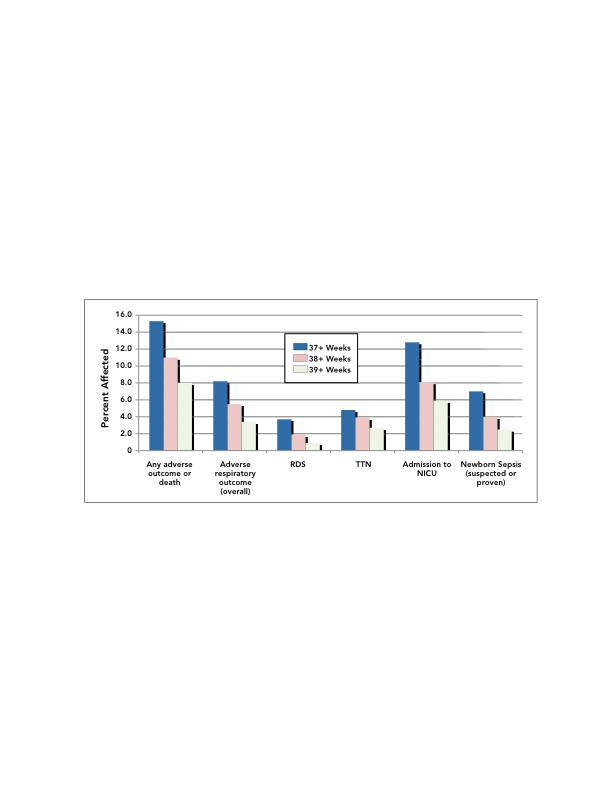 Percent Affected
16.0
14.0
12.0
10.0
8.0
6.0
4.0
2.0
0
37+ Weeks
38+ Weeks
39+ Weeks
Any adverse
outcome or
death
Adverse
respiratory
outcome
(overall)
RDS
TTN
Admission to
NICU
Newborn Sepsis
(suspected or
proven)